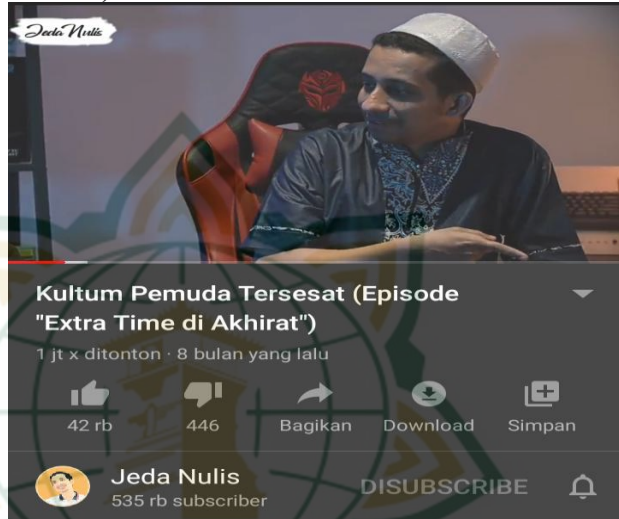 Jeda Nulis
Kultum Pemuda Tersesat (Episode
"Extra Time di Akhirat")
1 jt x ditonton · 8 bulan yang lalu
42 rb 446 Bagikan Download Simpan
Jeda Nulis
535 rb subscriber
DISUBSCRIBE